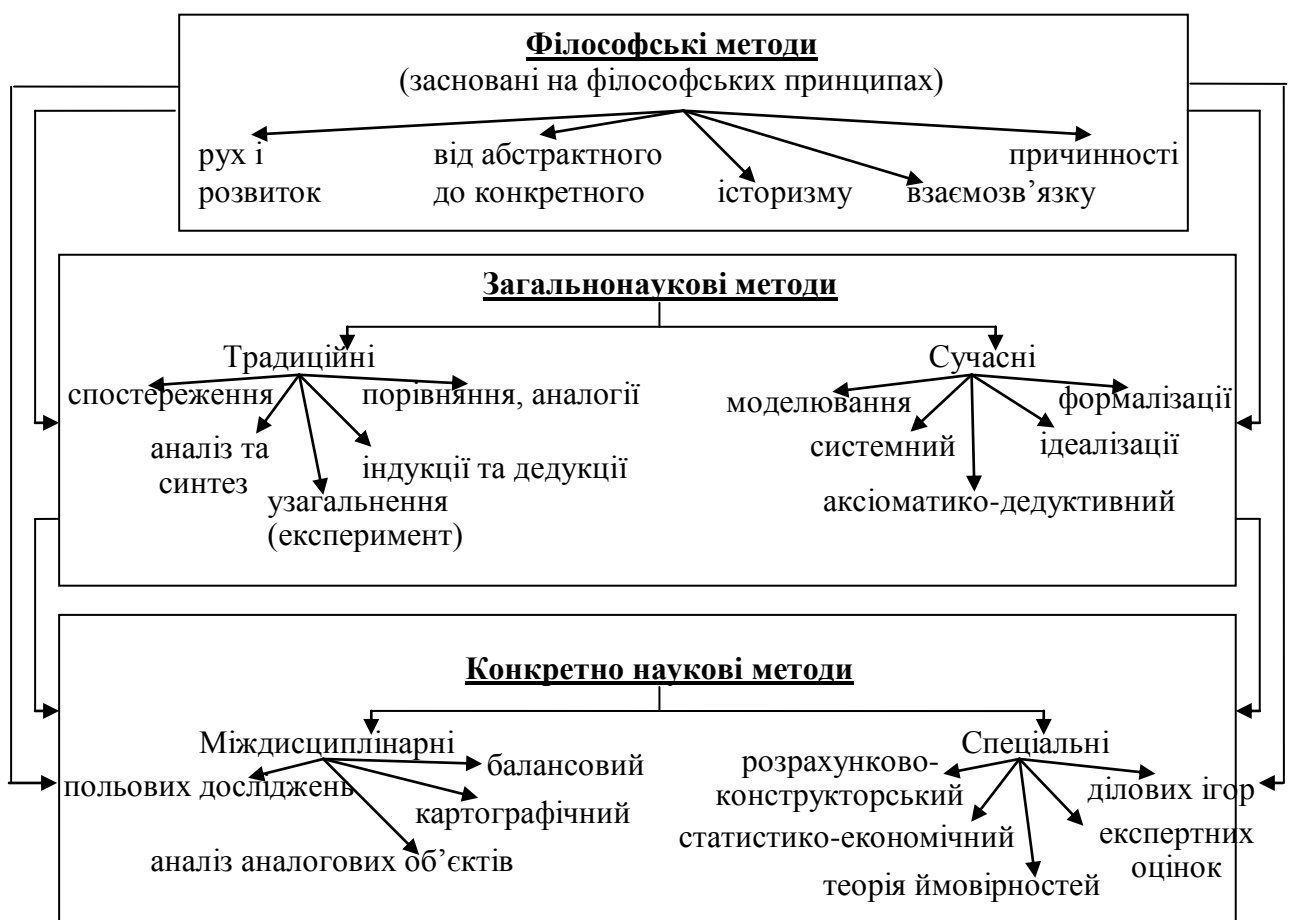 Філософські методи
(засновані на філософських принципах)
рух і
розвиток
від абстрактного
до конкретного
історизму
взаємозв’язку
причинності
Загальнонаукові методи
Традиційні
спостереження
аналіз та
синтез
узагальнення
(експеримент)
індукції та дедукції
порівняння, аналогії
Сучасні
моделювання
системний
аксіоматико-дедуктивний
ідеалізації
формалізації
Конкретно наукові методи
Міждисциплінарні
польових досліджень
аналіз аналогових об’єктів
картографічний
балансовий
Спеціальні
розрахунково-
конструкторський
статистико-економічний
теорія ймовірностей
експертних
оцінок
ділових ігор